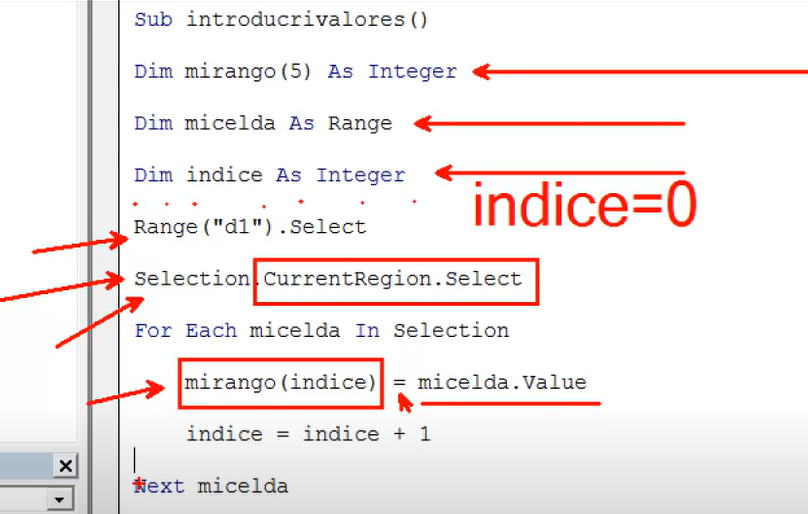 Sub introducrivalores()
Dim mirango(5) As Integer
Dim micelda As Range
Dim indice As Integer
indice=0
Range("d1").Select
Selection.CurrentRegion.Select
For Each micelda In Selection
mirango(indice) = micelda.Value
indice = indice + 1
Next micelda